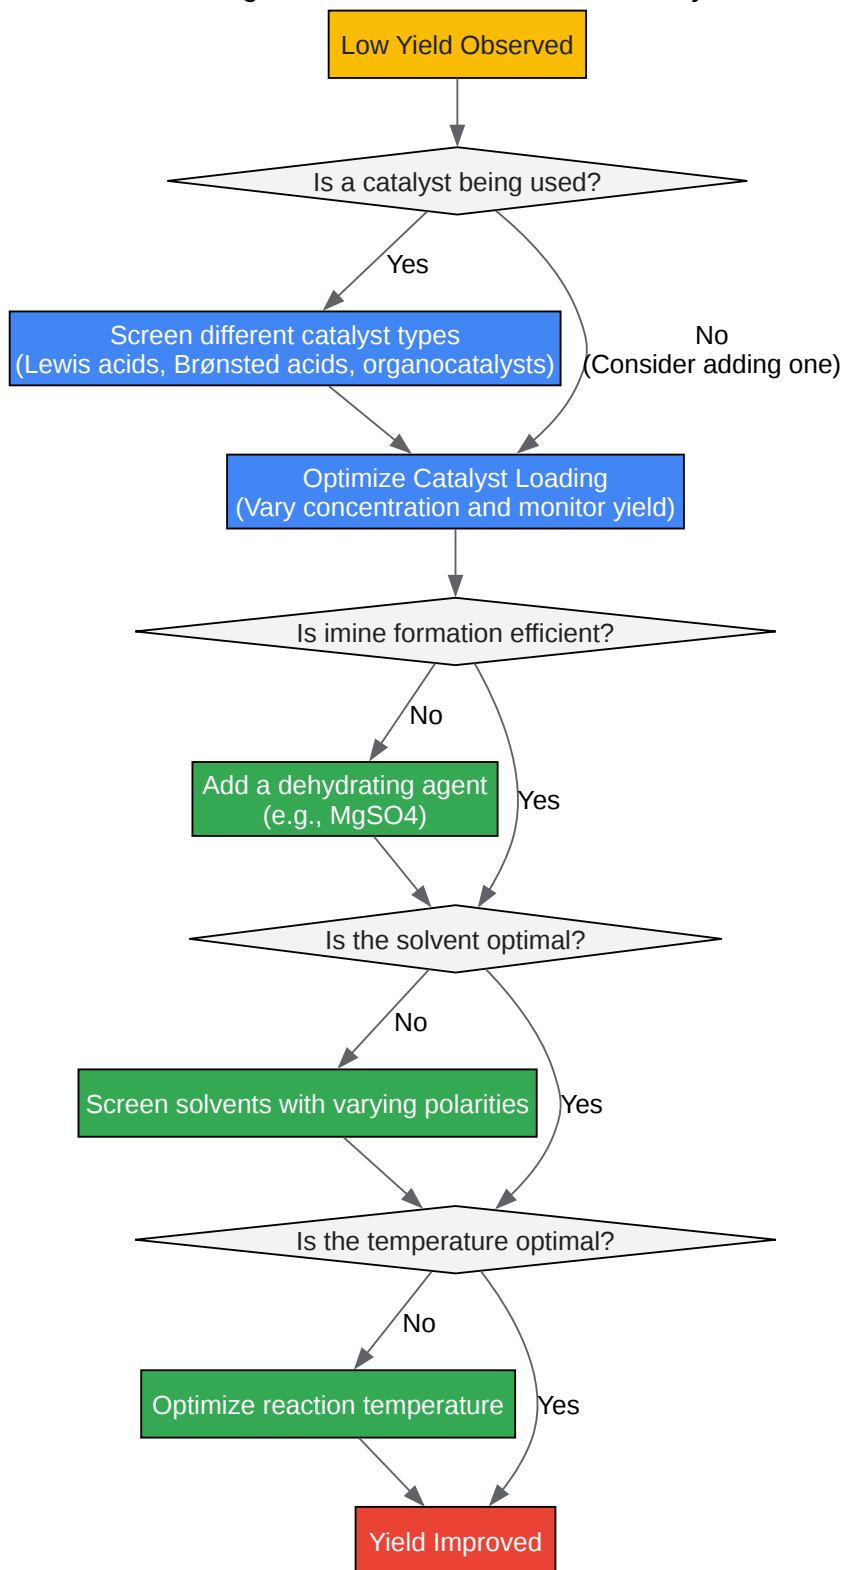 Low Yield Observed
Is a catalyst being used?
Yes
Screen different catalyst types
(Lewis acids, Brønsted acids, organocatalysts)
No
(Consider adding one)
Optimize Catalyst Loading
(Vary concentration and monitor yield)
Is imine formation efficient?
No
Add a dehydrating agent
(e.g., MgSO4)
Yes
Is the solvent optimal?
No
Screen solvents with varying polarities
Yes
Is the temperature optimal?
No
Optimize reaction temperature
Yes
Yield Improved